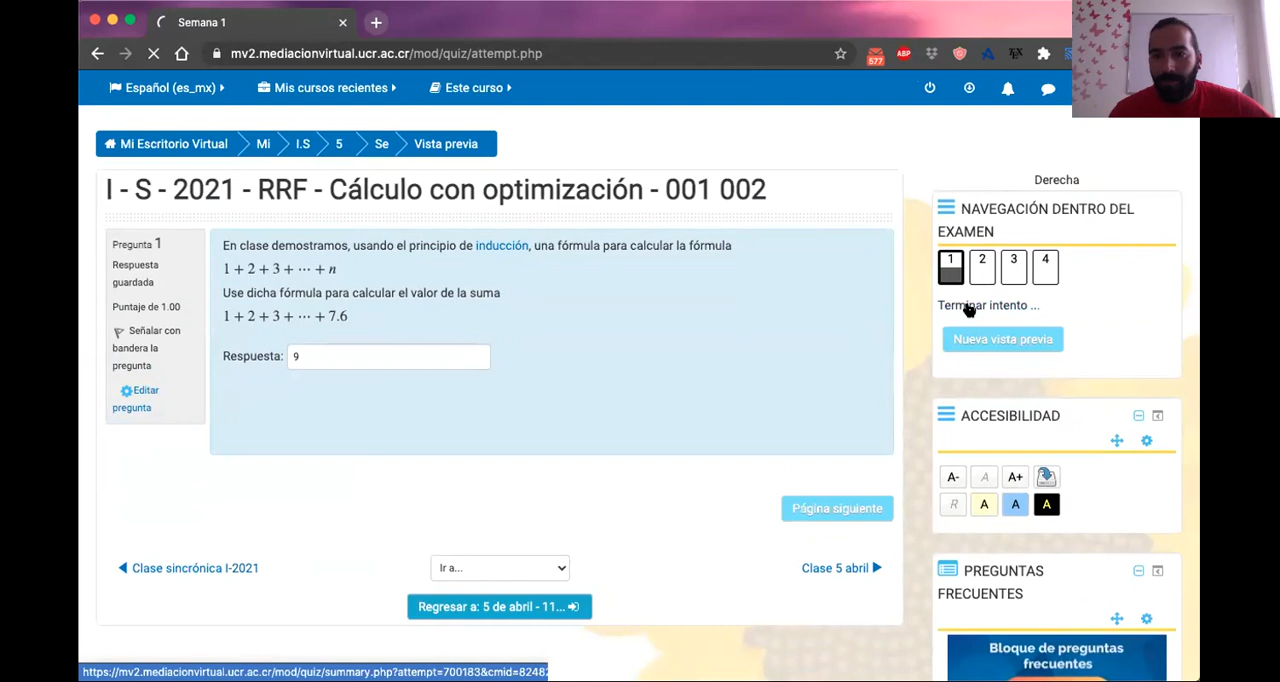 Semana 1
mv2.mediacionvirtual.ucr.ac.cr/mod/quiz/attempt.php
577
ABP
Español (es_mx)
Mis cursos recientes
Este curso
Mi Escritorio Virtual
Mi
I.S
5
Se
Vista previa
I - S - 2021 - RRF - Cálculo con optimización - 001 002
Pregunta 1
Respuesta
guardada
Puntaje de 1.00
Señalar con
bandera la
pregunta
Editar
pregunta
En clase demostramos, usando el principio de inducción, una fórmula para calcular la fórmula
1 + 2 + 3 + ⋯ + n
Use dicha fórmula para calcular el valor de la suma
1 + 2 + 3 + ⋯ + 7.6
Respuesta: 9
Página siguiente
Clase sincrónica I-2021
Ir a...
Clase 5 abril
Regresar a: 5 de abril - 11...
Derecha
NAVEGACIÓN DENTRO DEL
EXAMEN
1 2 3 4
Terminar intento ...
Nueva vista previa
ACCESIBILIDAD
A- A A+
R A A A
PREGUNTAS
FRECUENTES
Bloque de preguntas
frecuentes
https://mv2.mediacionvirtual.ucr.ac.cr/mod/quiz/summary.php?attempt=700183&cmid=8248